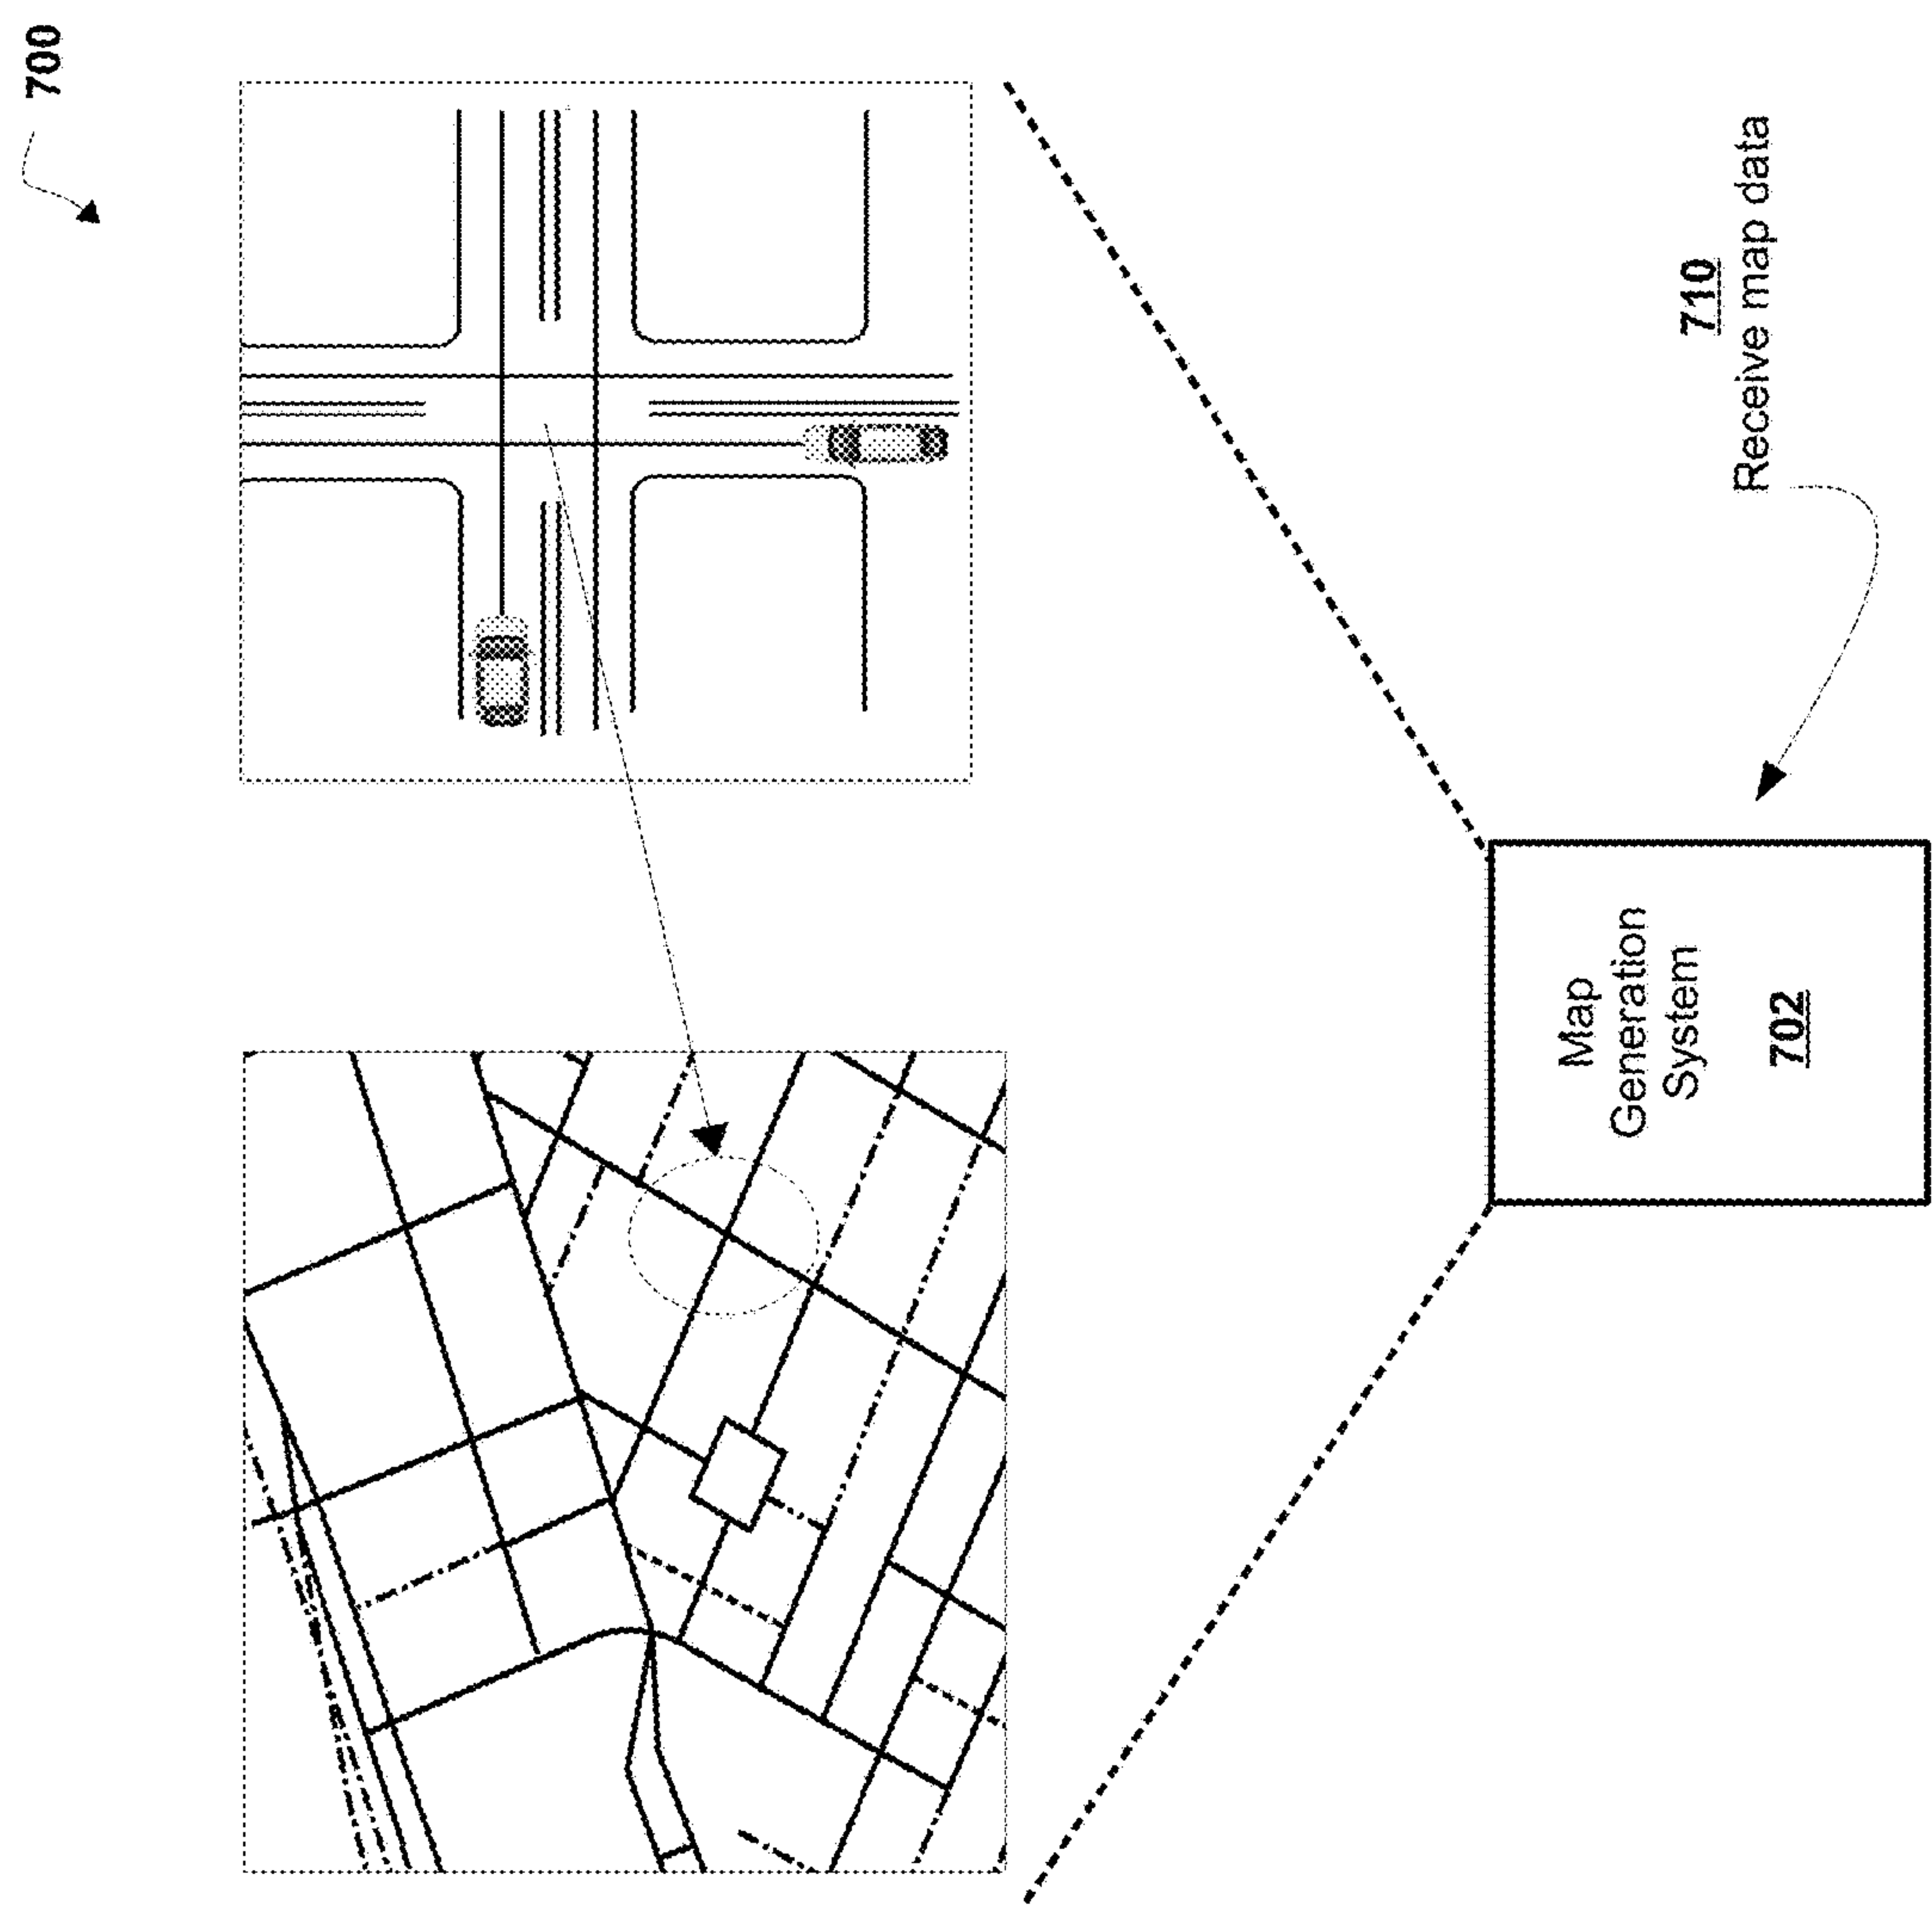 700
710
Receive map data
Map
Generation
System
702